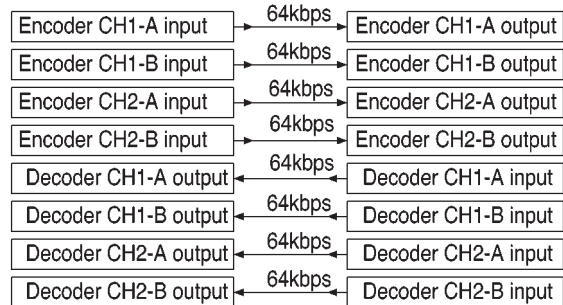 Encoder CH1-A input 64kbps Encoder CH1-A output
Encoder CH1-B input 64kbps Encoder CH1-B output
Encoder CH2-A input 64kbps Encoder CH2-A output
Encoder CH2-B input 64kbps Encoder CH2-B output
Decoder CH1-A output 64kbps Decoder CH1-A input
Decoder CH1-B output 64kbps Decoder CH1-B input
Decoder CH2-A output 64kbps Decoder CH2-A input
Decoder CH2-B output 64kbps Decoder CH2-B input